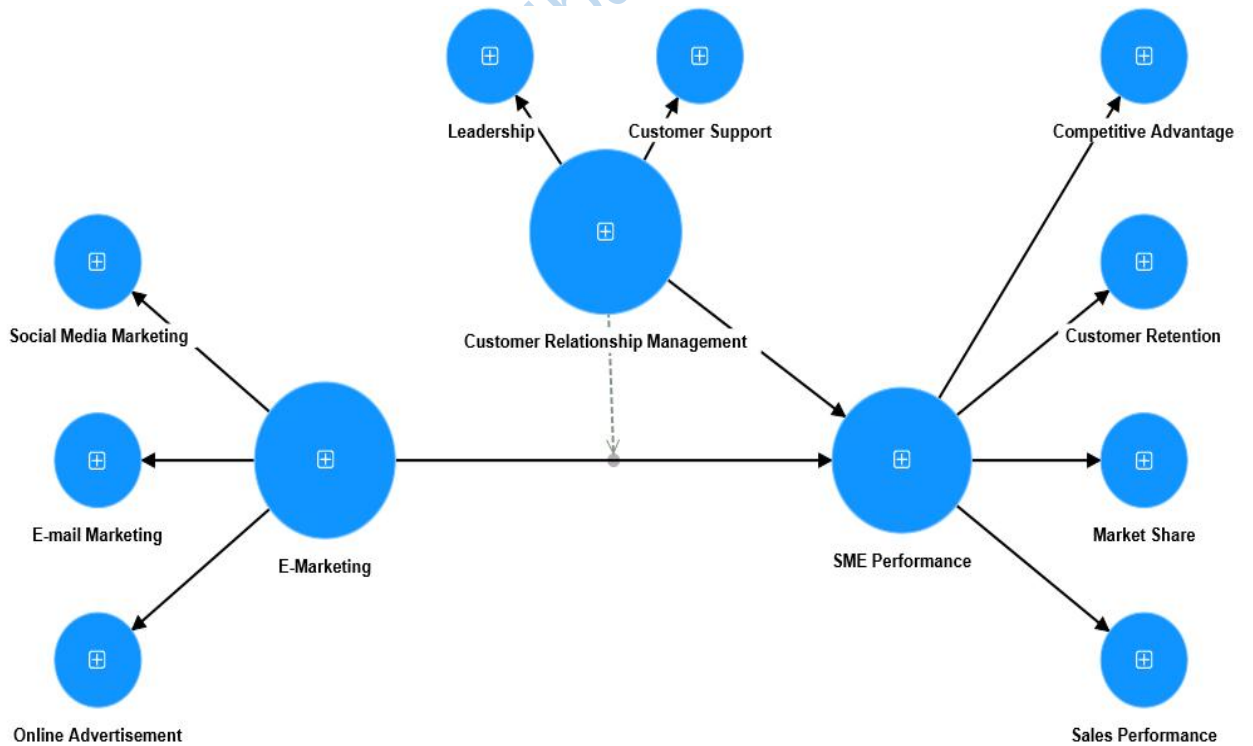 Leadership
Customer Support
Competitive Advantage
Social Media Marketing
Customer Relationship Management
Customer Retention
E-mail Marketing
E-Marketing
SME Performance
Market Share
Online Advertisement
Sales Performance